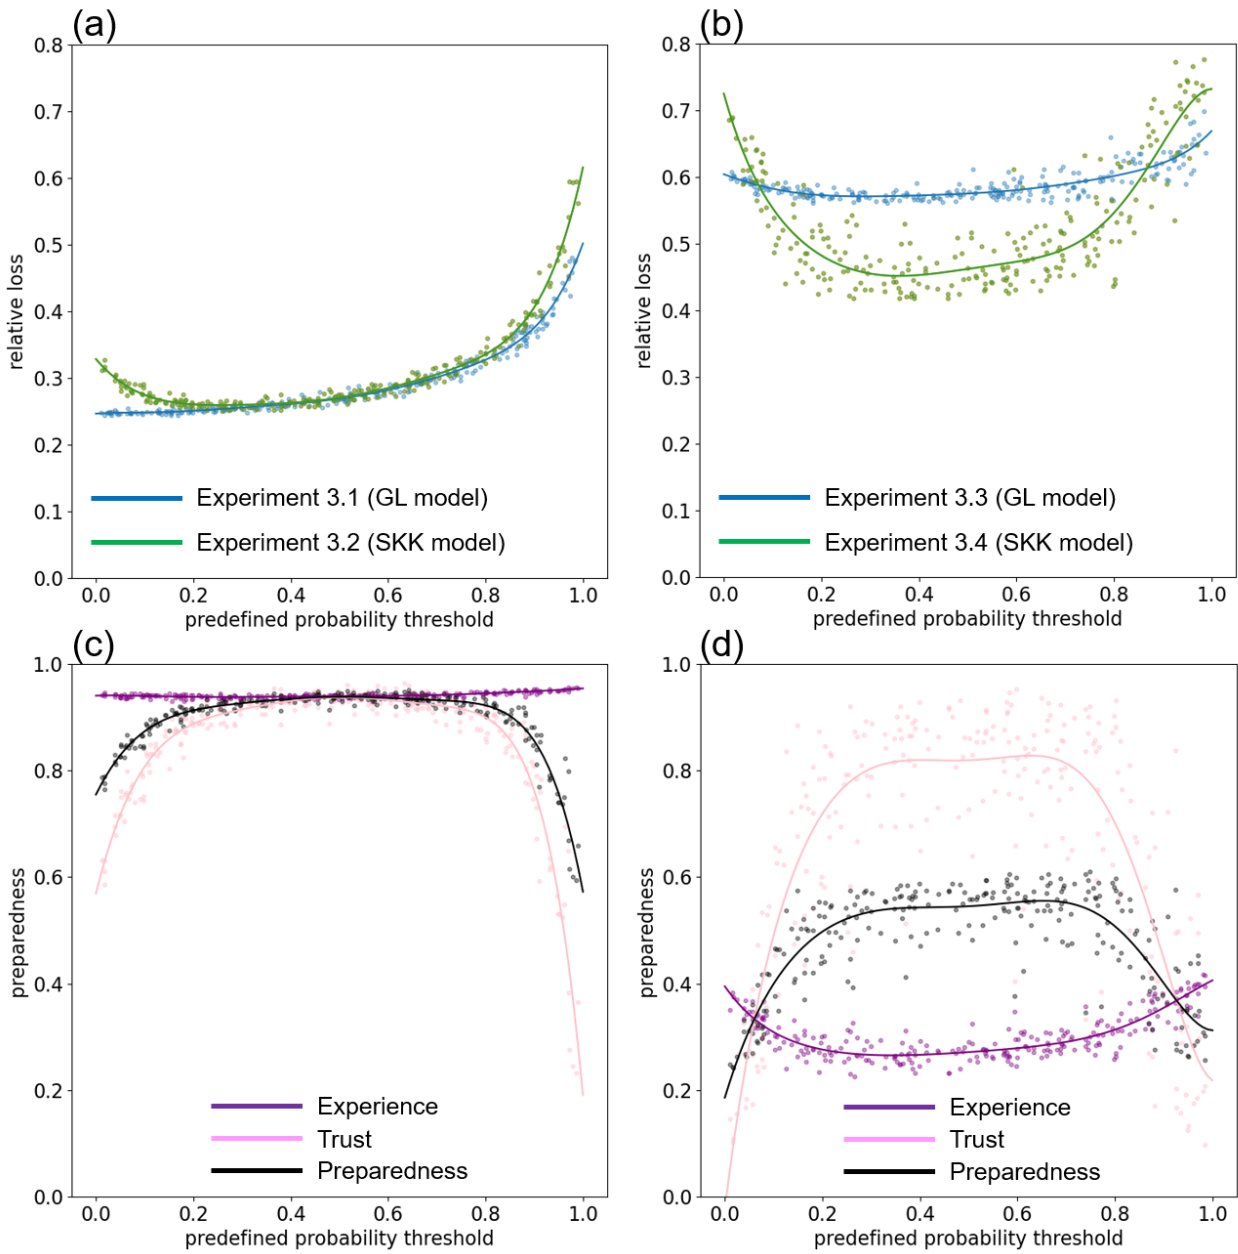 (a)
0.8
0.7
0.6
0.5
0.4
0.3
0.2
0.1
0.0
relative loss
Experiment 3.1 (GL model)
Experiment 3.2 (SKK model)
0.0 0.2 0.4 0.6 0.8 1.0
predefined probability threshold
(b)
0.8
0.7
0.6
0.5
0.4
0.3
0.2
0.1
0.0
relative loss
Experiment 3.3 (GL model)
Experiment 3.4 (SKK model)
0.0 0.2 0.4 0.6 0.8 1.0
predefined probability threshold
(c)
1.0
0.8
0.6
0.4
0.2
0.0
preparedness
Experience
Trust
Preparedness
0.0 0.2 0.4 0.6 0.8 1.0
predefined probability threshold
(d)
1.0
0.8
0.6
0.4
0.2
0.0
preparedness
Experience
Trust
Preparedness
0.0 0.2 0.4 0.6 0.8 1.0
predefined probability threshold